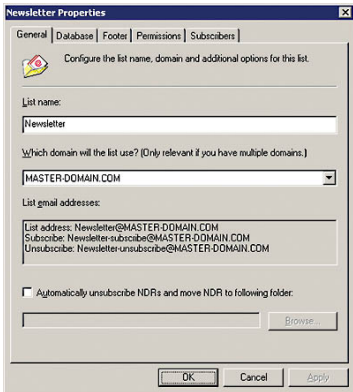 Newsletter Properties
General Database Footer Permissions Subscribers
Configure the list name, domain and additional options for this list.
List name:
Newsletter
Which domain will the list use? (Only relevant if you have multiple domains.)
MASTER-DOMAIN.COM
List email addresses:
List address: Newsletter@MASTER-DOMAIN.COM
Subscribe: Newsletter-subscribe@MASTER-DOMAIN.COM
Unsubscribe: Newsletter-unsubscribe@MASTER-DOMAIN.COM
Automatically unsubscribe NDRs and move NDR to following folder:
Browse...
OK Cancel Apply